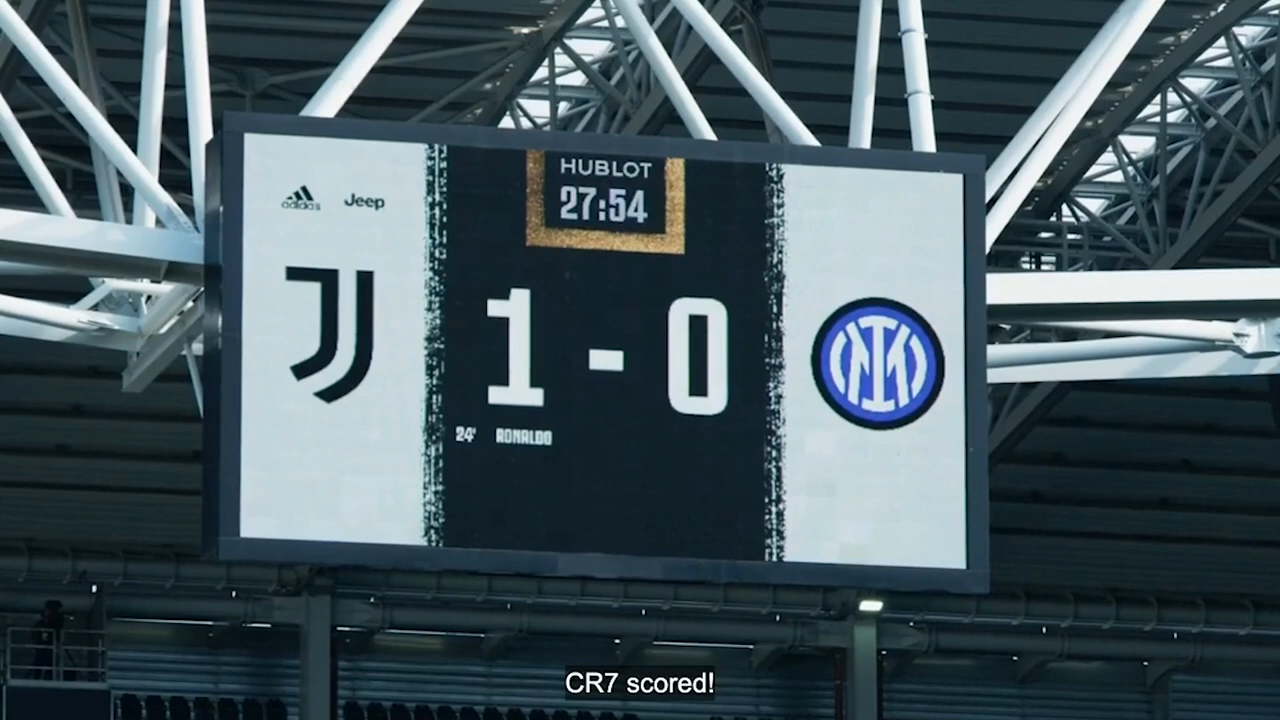 HUBLOT
27:54
adidas Jeep
1 - 0
24' RONALDO
CR7 scored!